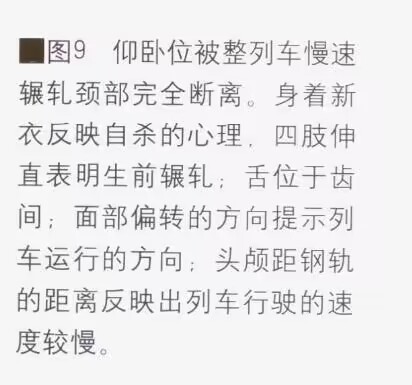 ■图9 仰卧位被整列车慢速
辗轧颈部完全断离。身着新
衣反映自杀的心理，四肢伸
直表明生前辗轧；舌位于齿
间；面部偏转的方向提示列
车运行的方向；头颅距钢轨
的距离反映出列车行驶的速
度较慢。